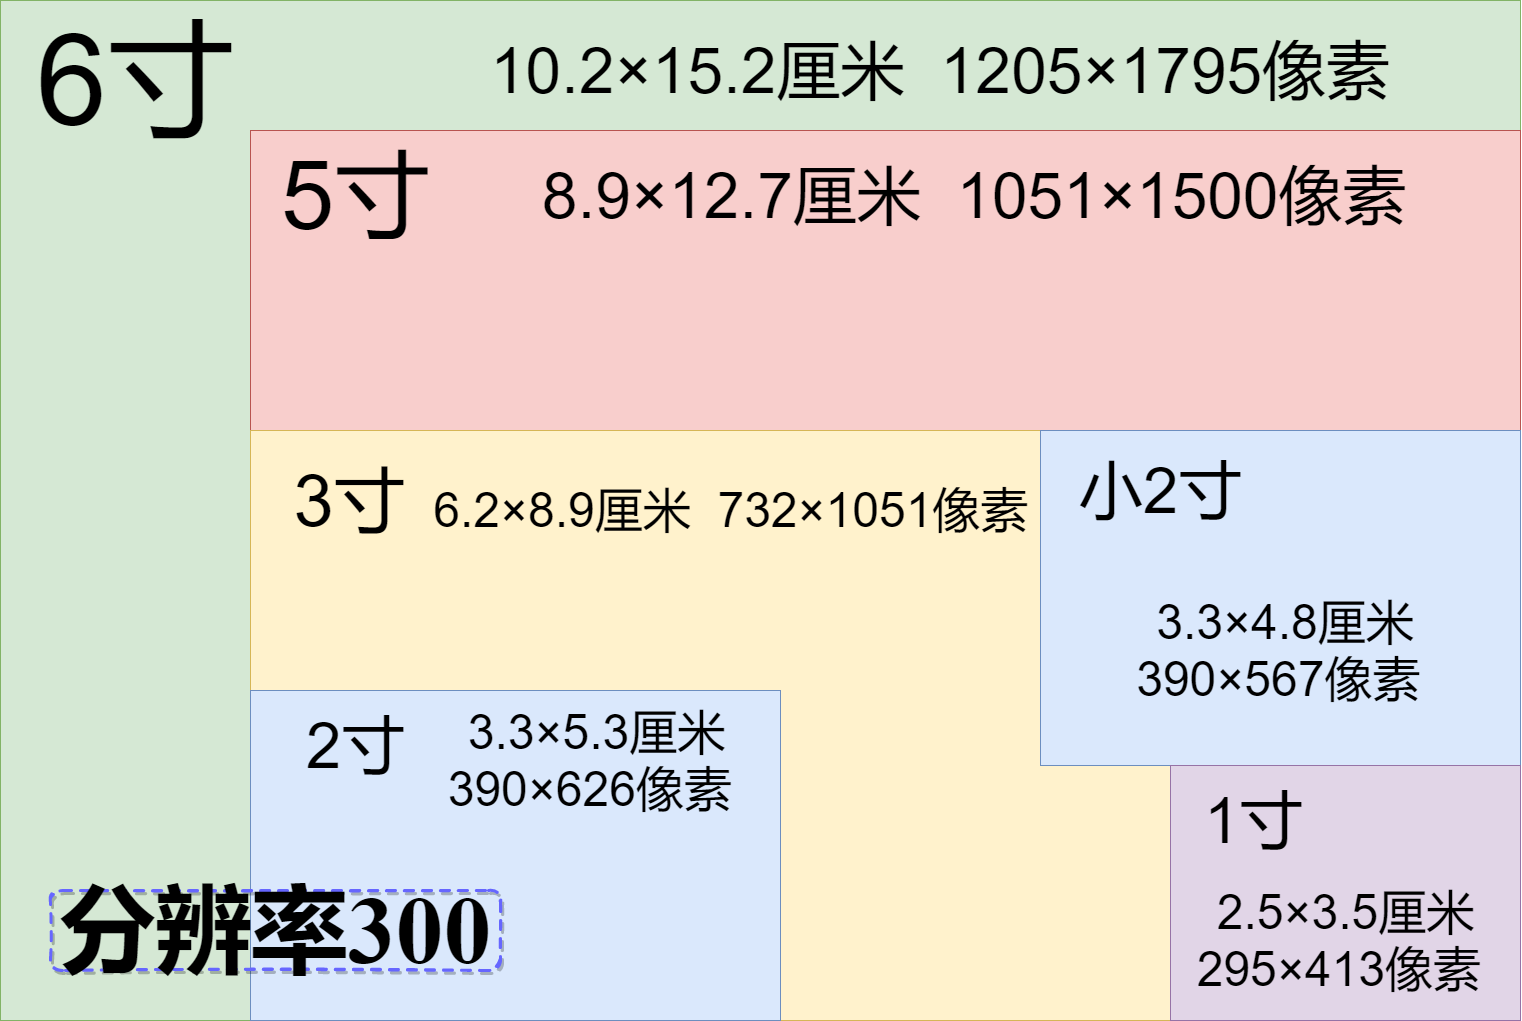 6寸 10.2×15.2厘米 1205×1795像素
5寸 8.9×12.7厘米 1051×1500像素
3寸 6.2×8.9厘米 732×1051像素
小2寸
3.3×4.8厘米
390×567像素
2寸 3.3×5.3厘米
390×626像素
1寸
2.5×3.5厘米
295×413像素
分辨率300